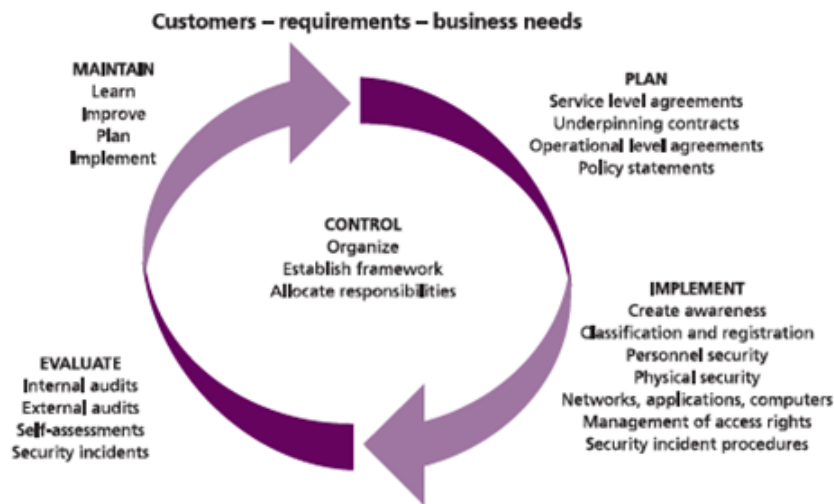 Customers – requirements – business needs
MAINTAIN
Learn
Improve
Plan
Implement
PLAN
Service level agreements
Underpinning contracts
Operational level agreements
Policy statements
CONTROL
Organize
Establish framework
Allocate responsibilities
EVALUATE
Internal audits
External audits
Self-assessments
Security incidents
IMPLEMENT
Create awareness
Classification and registration
Personnel security
Physical security
Networks, applications, computers
Management of access rights
Security incident procedures